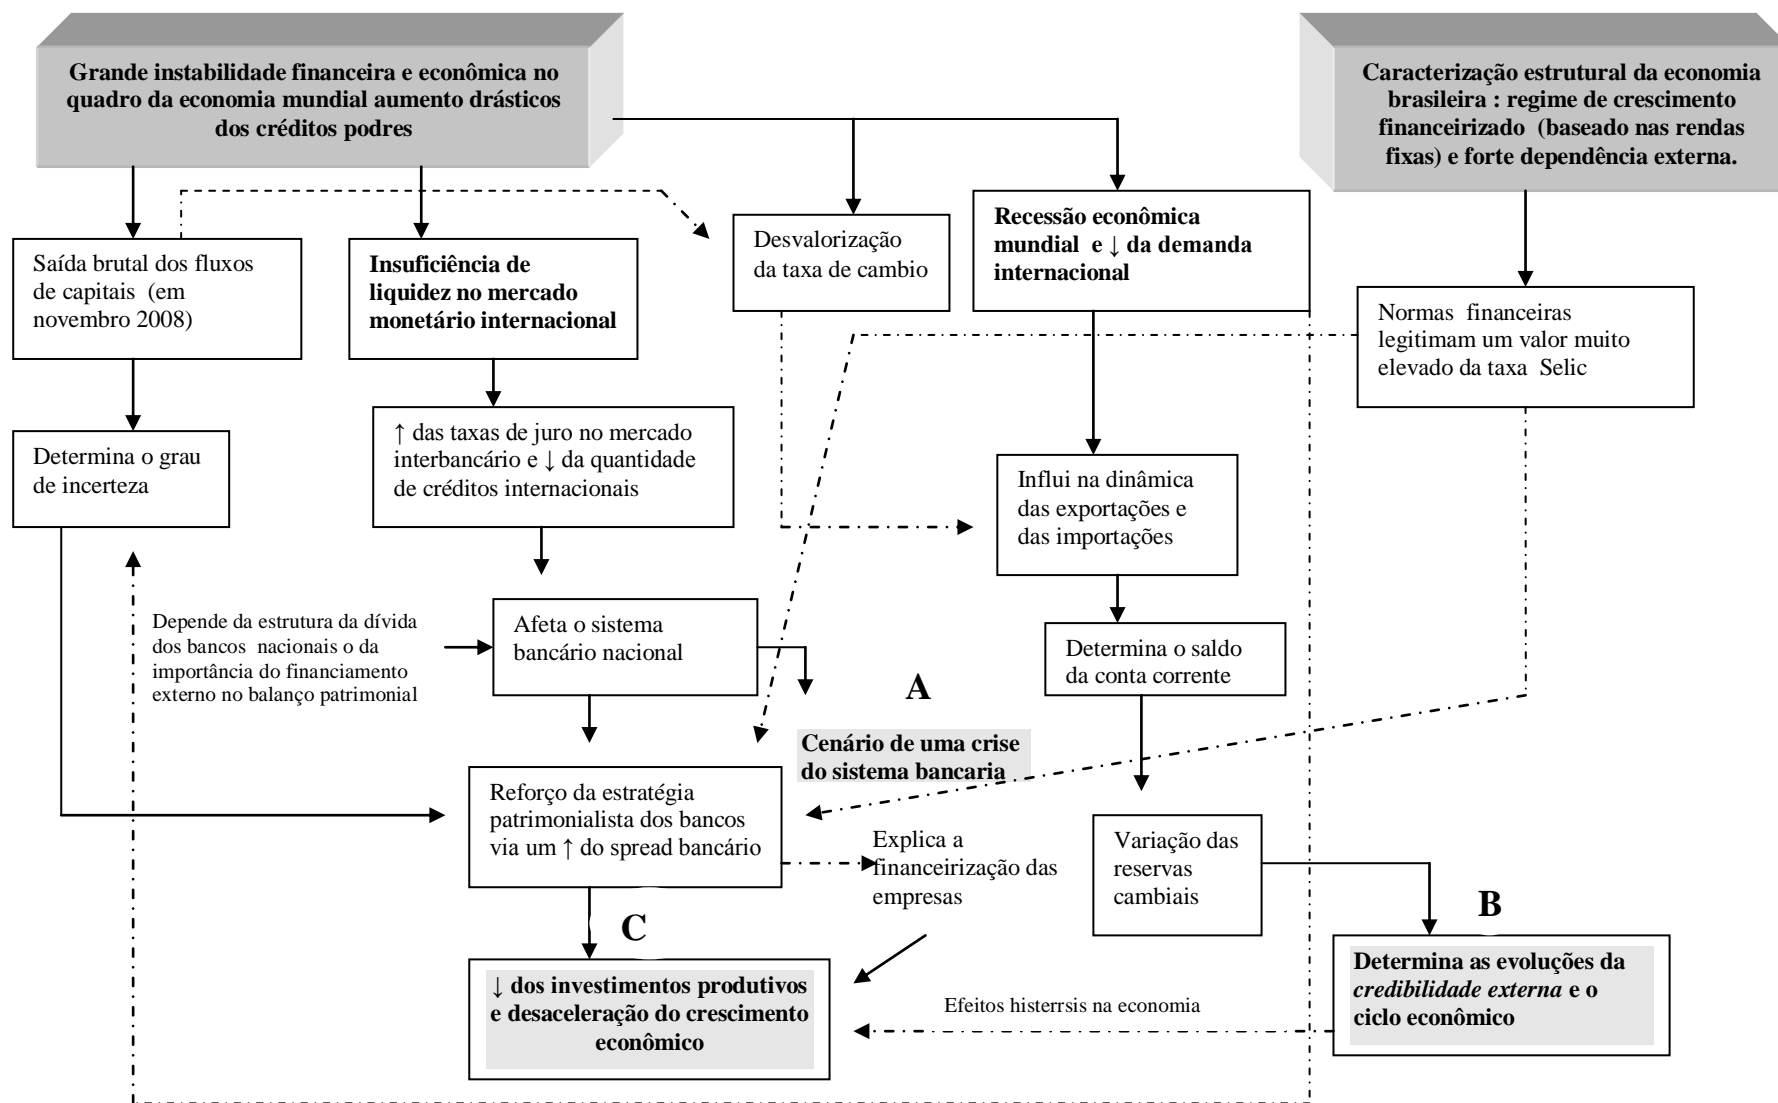 Grande instabilidade financeira e econômica no
quadro da economia mundial aumento drásticos
dos créditos podres
Caracterização estrutural da economia
brasileira : regime de crescimento
financeirizado (baseado nas rendas
fixas) e forte dependência externa.
Saída brutal dos fluxos
de capitais (em
novembro 2008)
Insuficiência de
liquidez no mercado
monetário internacional
Desvalorização
da taxa de cambio
Recessão econômica
mundial e ↓ da demanda
internacional
Normas financeiras
legitimam um valor muito
elevado da taxa Selic
Determina o grau
de incerteza
↑ das taxas de juro no mercado
interbancário e ↓ da quantidade
de créditos internacionais
Influi na dinâmica
das exportações e
das importações
Depende da estrutura da dívida
dos bancos nacionais o da
importância do financiamento
externo no balanço patrimonial
Afeta o sistema
bancário nacional
Determina o saldo
da conta corrente
A
Cenário de uma crise
do sistema bancaria
Reforço da estratégia
patrimonialista dos bancos
via um ↑ do spread bancário
Explica a
financeirização das
empresas
Variação das
reservas
cambiais
C
B
↓ dos investimentos produtivos
e desaceleração do crescimento
econômico
Efeitos histerrsis na economia
Determina as evoluções da
credibilidade externa e o
ciclo econômico